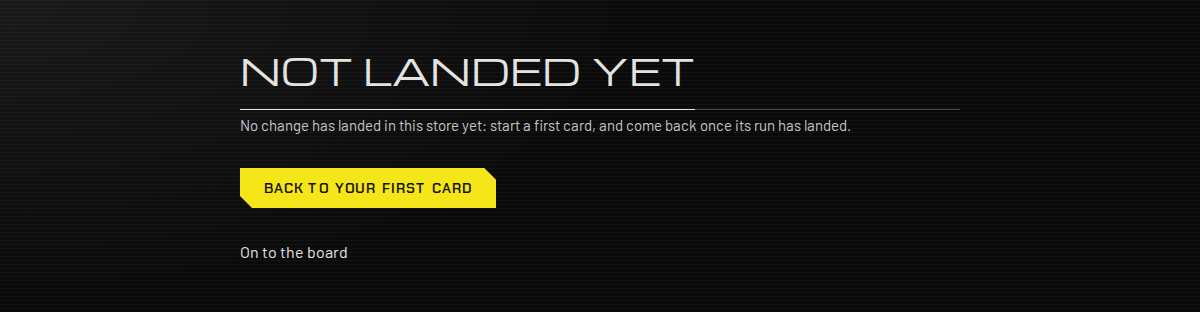 NOT LANDED YET
No change has landed in this store yet: start a first card, and come back once its run has landed.
BACK TO YOUR FIRST CARD
On to the board